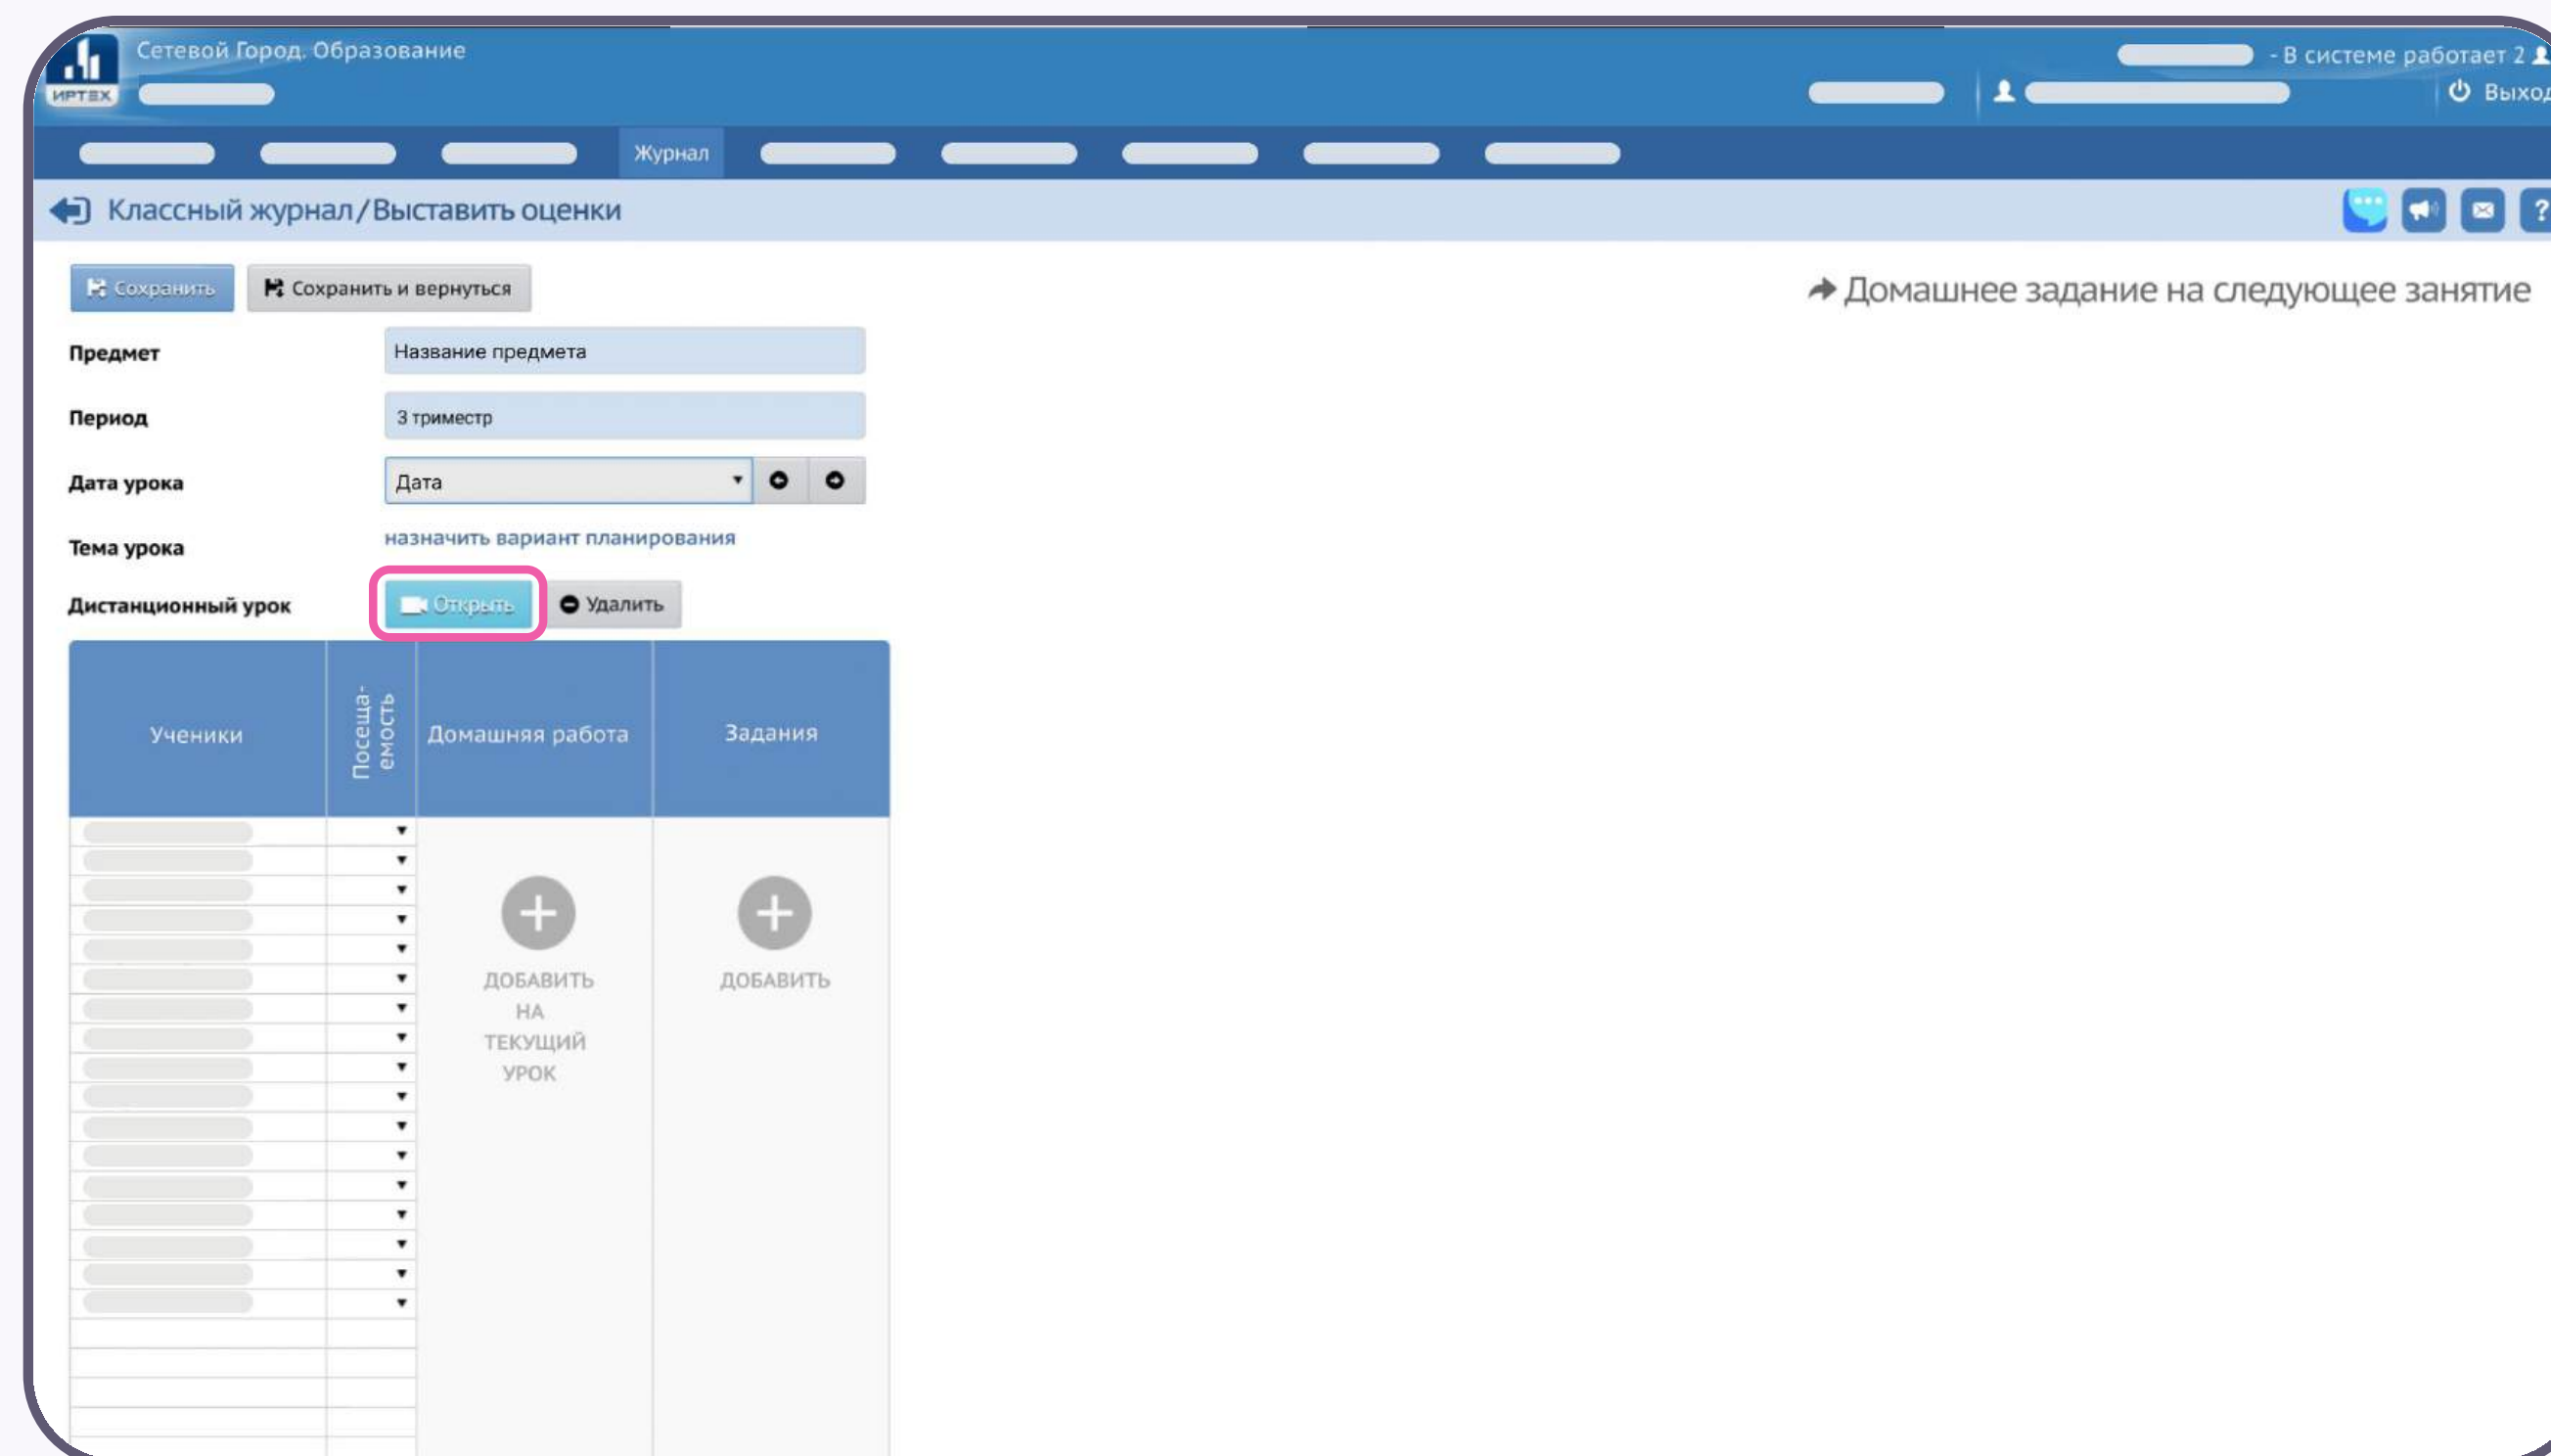 Сетевой Город. Образование
- В системе работает 2
ИРТЕХ
Выход
Журнал
Классный журнал/Выставить оценки
?
Сохранить
Сохранить и вернуться
Домашнее задание на следующее занятие
Предмет
Название предмета
Период
3 триместр
Дата урока
Дата
Тема урока
назначить вариант планирования
Дистанционный урок
Открыть
Удалить
Ученики
Посеща-
емость
Домашняя работа
Задания
ДОБАВИТЬ
НА
ТЕКУЩИЙ
УРОК
ДОБАВИТЬ